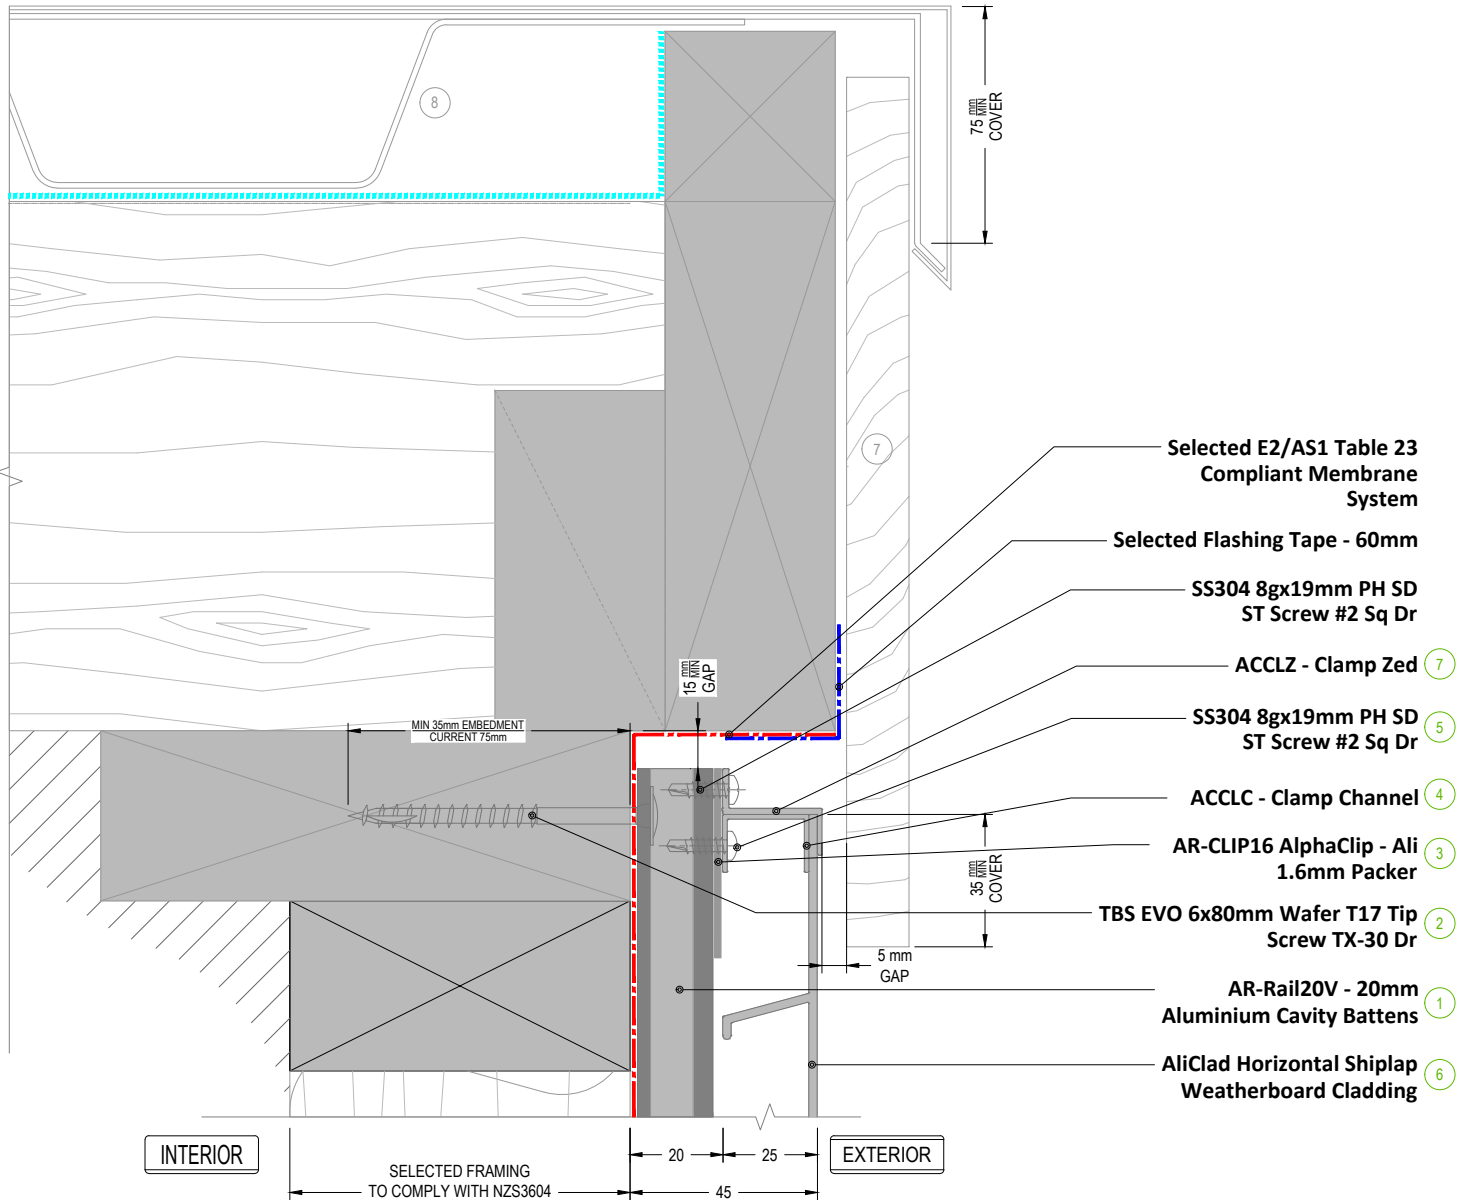 8
75 mm MIN
COVER
7
Selected E2/AS1 Table 23
Compliant Membrane
System
Selected Flashing Tape - 60mm
SS304 8gx19mm PH SD
ST Screw #2 Sq Dr
15 mm MIN
GAP
ACCLZ - Clamp Zed 7
MIN 35mm EMBEDMENT
CURRENT 75mm
SS304 8gx19mm PH SD
ST Screw #2 Sq Dr 5
ACCLC - Clamp Channel 4
AR-CLIP16 AlphaClip - Ali
1.6mm Packer 3
35 mm MIN
COVER
TBS EVO 6x80mm Wafer T17 Tip
Screw TX-30 Dr 2
5 mm
GAP
AR-Rail20V - 20mm
Aluminium Cavity Battens 1
AliClad Horizontal Shiplap
Weatherboard Cladding 6
INTERIOR
20
25
EXTERIOR
SELECTED FRAMING
TO COMPLY WITH NZS3604
45